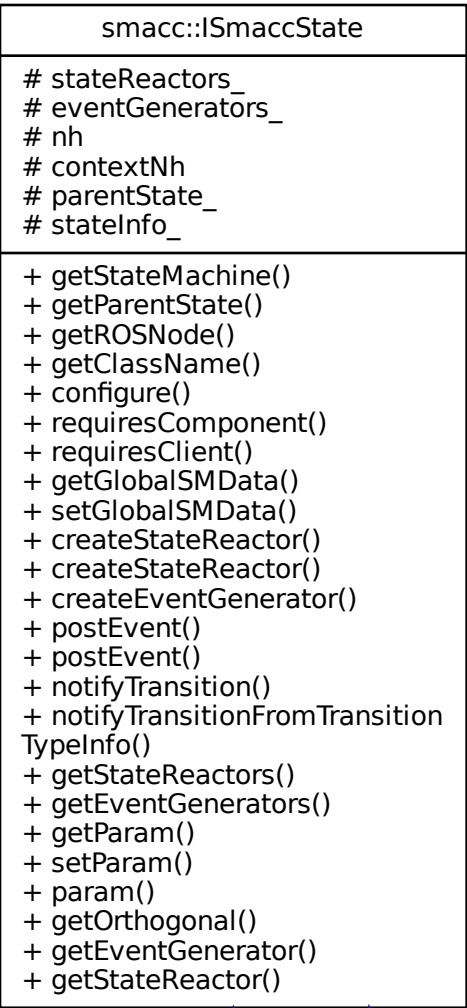 smacc::ISmaccState
# stateReactors_
# eventGenerators_
# nh
# contextNh
# parentState_
# stateInfo_
+ getStateMachine()
+ getParentState()
+ getROSNode()
+ getClassName()
+ configure()
+ requiresComponent()
+ requiresClient()
+ getGlobalSMData()
+ setGlobalSMData()
+ createStateReactor()
+ createStateReactor()
+ createEventGenerator()
+ postEvent()
+ postEvent()
+ notifyTransition()
+ notifyTransitionFromTransition
TypeInfo()
+ getStateReactors()
+ getEventGenerators()
+ getParam()
+ setParam()
+ param()
+ getOrthogonal()
+ getEventGenerator()
+ getStateReactor()